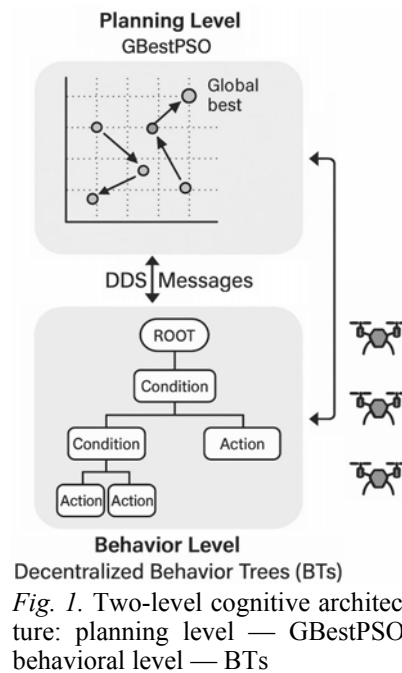 Planning Level
GBestPSO
Global
best
DDS Messages
ROOT
Condition
Condition
Action
Action
Action
Behavior Level
Decentralized Behavior Trees (BTs)
Fig. 1. Two-level cognitive architec
ture: planning level — GBestPSO
behavioral level — BTs